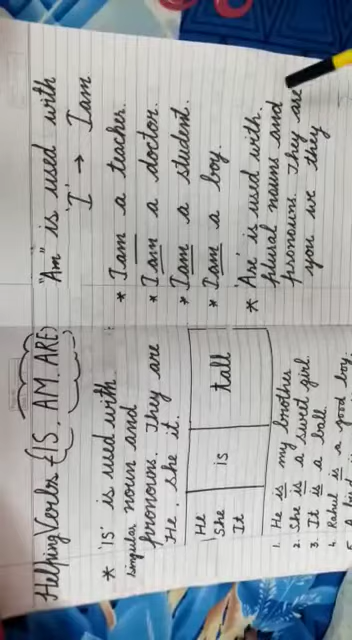 Helping Verbs - {IS, AM, ARE}
* 'IS' is used with
singular noun and
pronouns. They are
He, she it.
He
She is tall
It
1. He is my brother
2. She is a sweet girl.
3. It is a ball
4. Rahul is a good boy.
"Am" is used with
'I' → I am
* I am a teacher.
* I am a doctor.
* I am a student.
* I am a boy.
* 'Are' is used with
plural nouns and
pronouns. They are
you we they